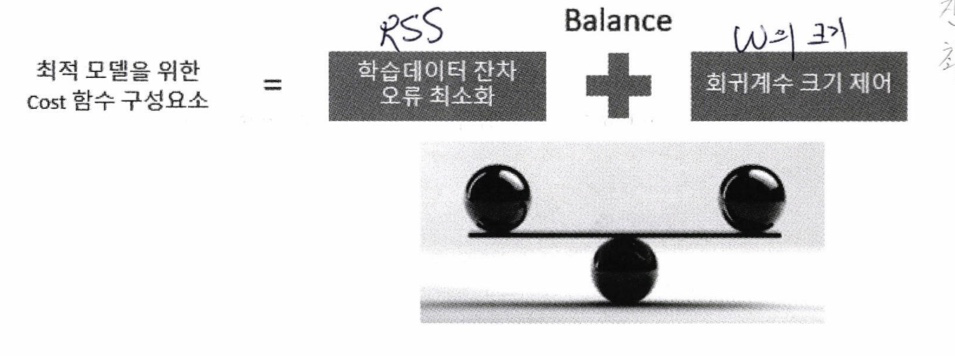 RSS
Balance
W의 크기
최적 모델을 위한
Cost 함수 구성요소
=
학습데이터 잔차
오류 최소화
회귀계수 크기 제어